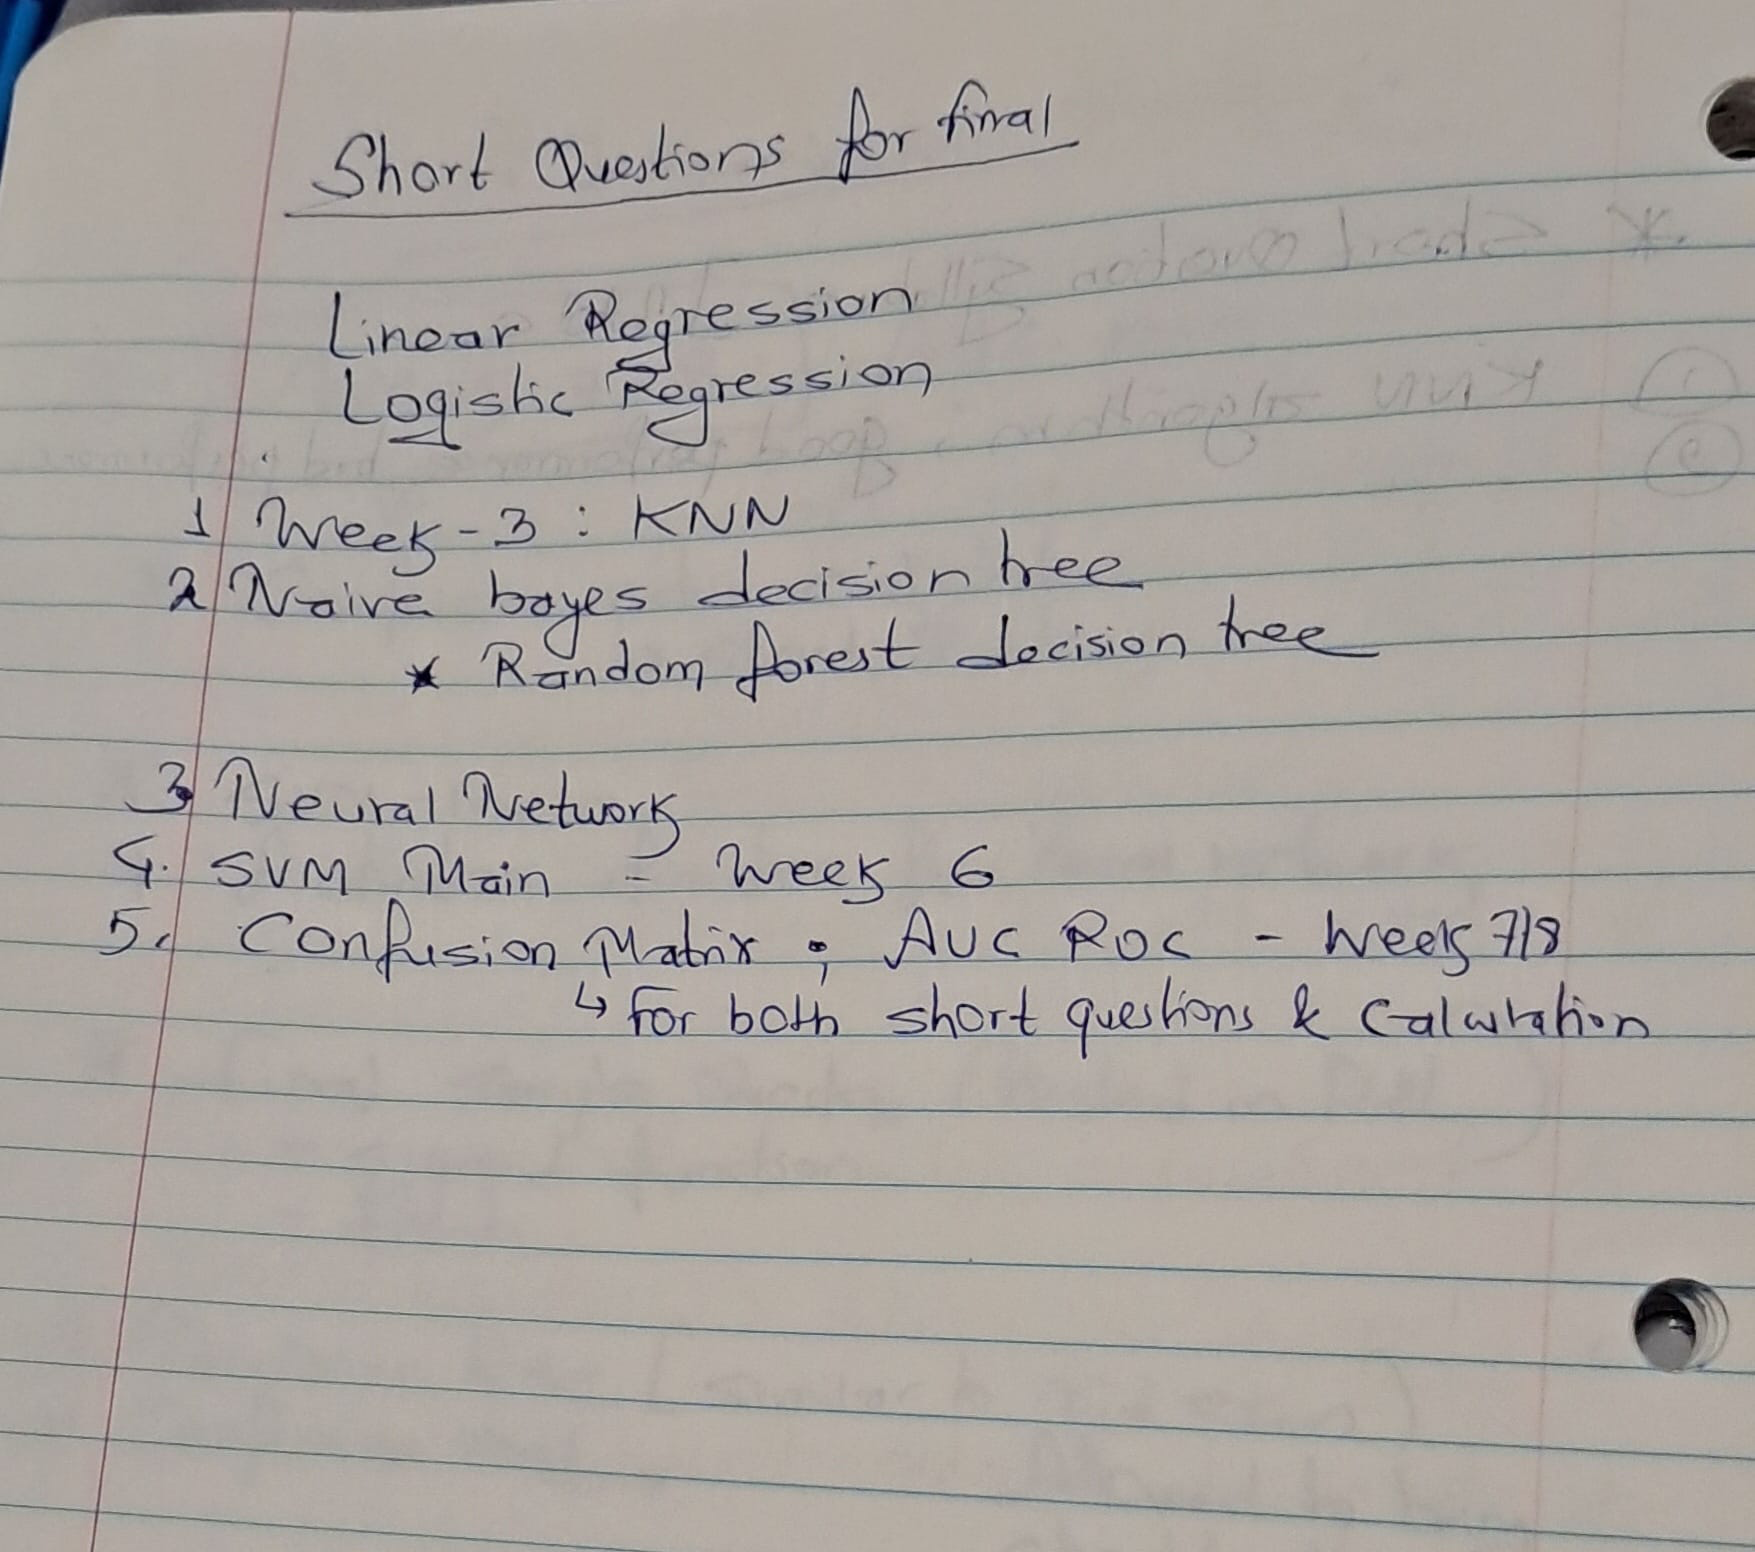 Short Questions for final
Linear Regression
Logistic Regression
1 Week-3 : KNN
2 Naive bayes decision tree
* Random forest decision tree
3 Neural Network
4. SVM Main - Week 6
5. Confusion Matrix ; AUC ROC - Week 7/8
↳ for both short questions & Calculation